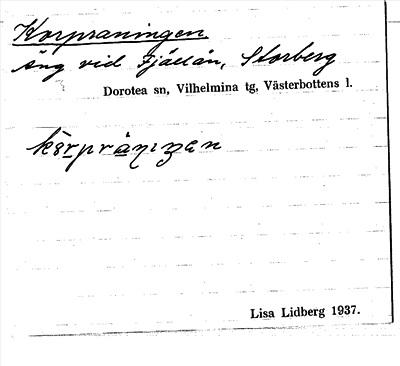 Korpraningen
äng vid Fjällån, Storberg
Dorotea sn, Vilhelmina tg, Västerbottens l.
Lisa Lidberg 1937.